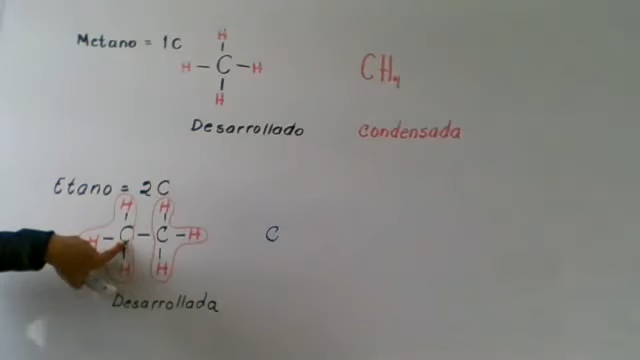 Metano = 1C
H
H – C – H
H
CH4
Desarrollado
condensada
Etano = 2C
H H
H – C – C – H
H H
C
Desarrollada